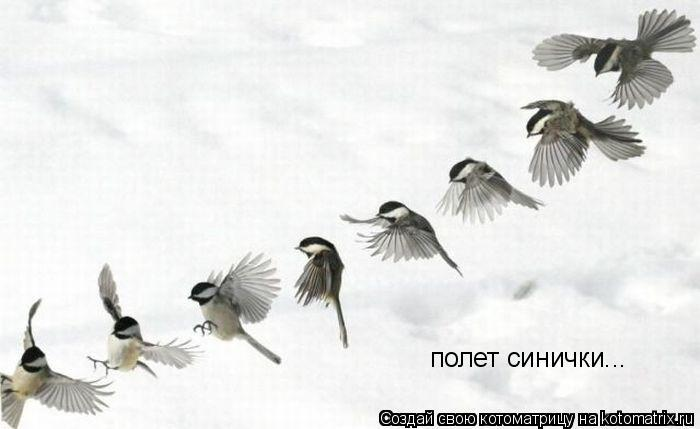 полет синички...
Создай свою котоматрицу на kotomatrix.ru